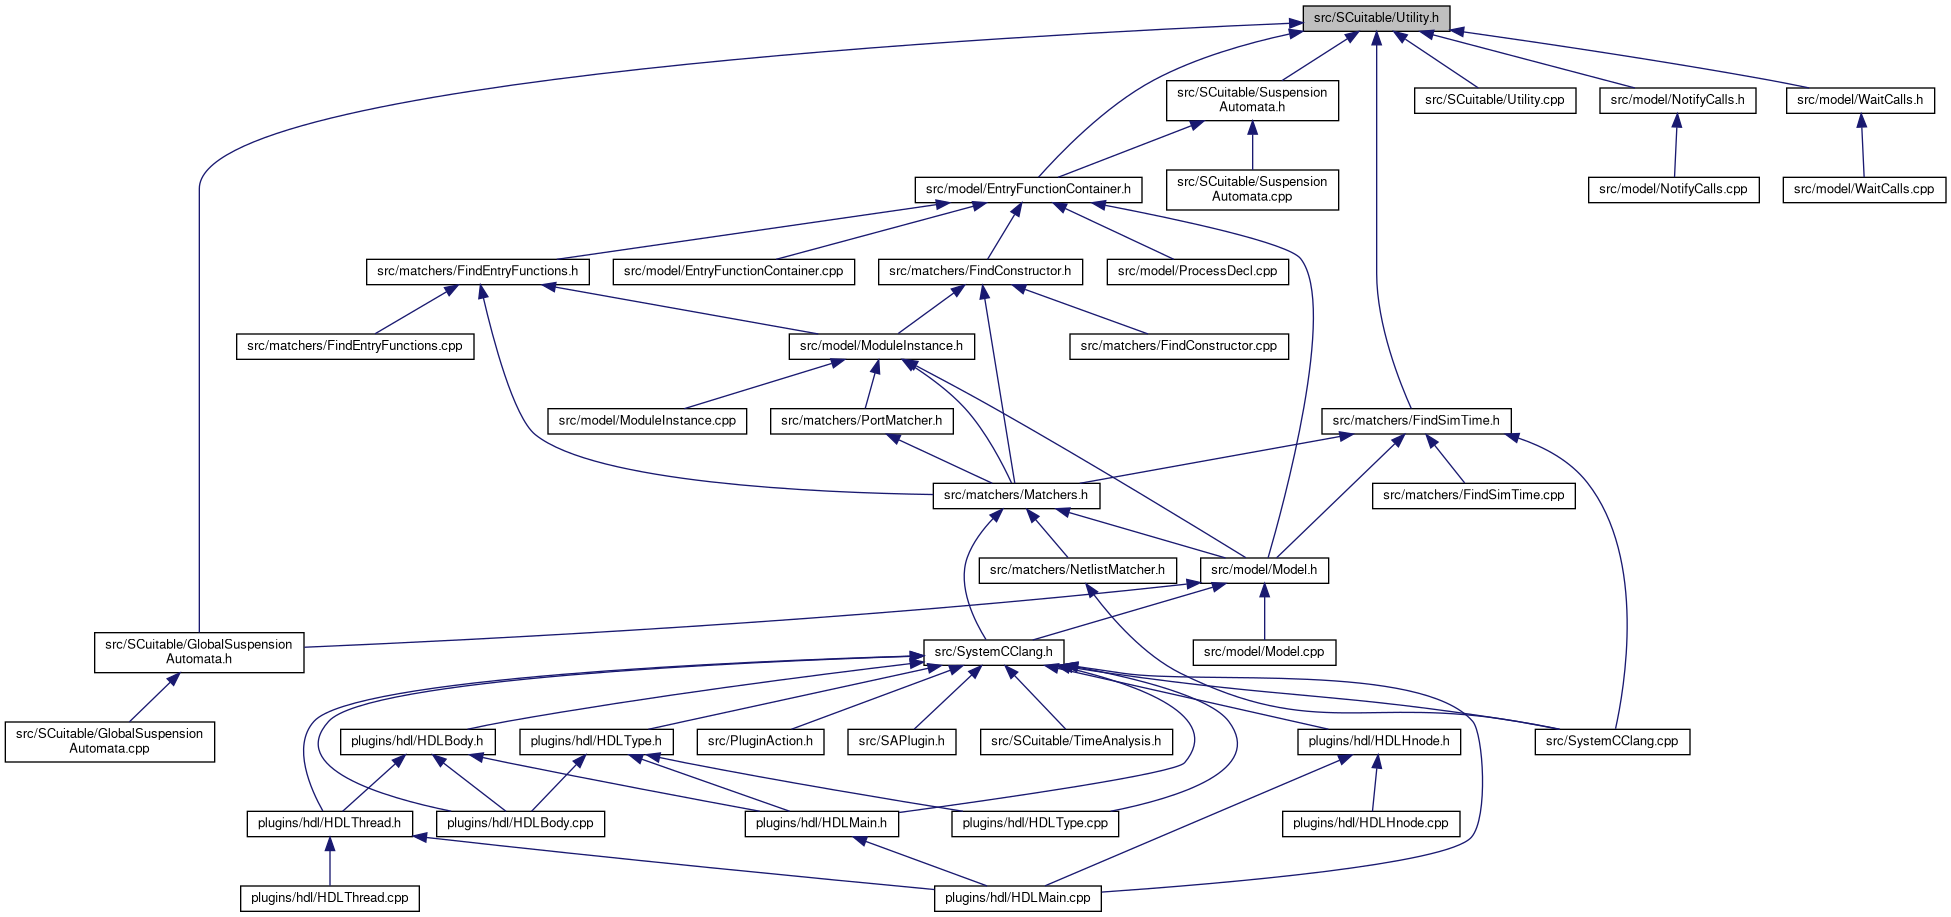 src/SCuitable/Utility.h
src/SCuitable/Suspension
Automata.h
src/SCuitable/Utility.cpp
src/model/NotifyCalls.h
src/model/WaitCalls.h
src/model/EntryFunctionContainer.h
src/SCuitable/Suspension
Automata.cpp
src/model/NotifyCalls.cpp
src/model/WaitCalls.cpp
src/matchers/FindEntryFunctions.h
src/model/EntryFunctionContainer.cpp
src/matchers/FindConstructor.h
src/model/ProcessDecl.cpp
src/matchers/FindEntryFunctions.cpp
src/model/ModuleInstance.h
src/matchers/FindConstructor.cpp
src/model/ModuleInstance.cpp
src/matchers/PortMatcher.h
src/matchers/FindSimTime.h
src/matchers/Matchers.h
src/matchers/FindSimTime.cpp
src/matchers/NetlistMatcher.h
src/model/Model.h
src/SCuitable/GlobalSuspension
Automata.h
src/SystemCClang.h
src/model/Model.cpp
src/SCuitable/GlobalSuspension
Automata.cpp
plugins/hdl/HDLBody.h
plugins/hdl/HDLType.h
src/PluginAction.h
src/SAPlugin.h
src/SCuitable/TimeAnalysis.h
plugins/hdl/HDLHnode.h
src/SystemCClang.cpp
plugins/hdl/HDLThread.h
plugins/hdl/HDLBody.cpp
plugins/hdl/HDLMain.h
plugins/hdl/HDLType.cpp
plugins/hdl/HDLHnode.cpp
plugins/hdl/HDLThread.cpp
plugins/hdl/HDLMain.cpp